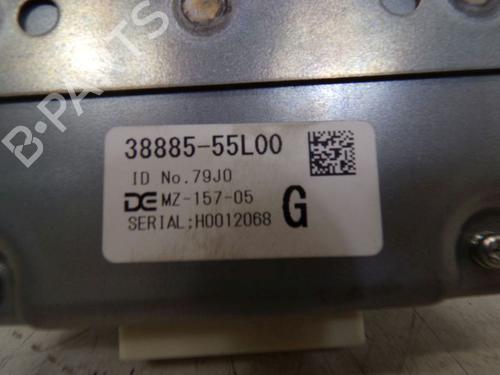 B-PARTS
38885-55L00
ID No.79J0
DE MZ-157-05
SERIAL;H0012068
G